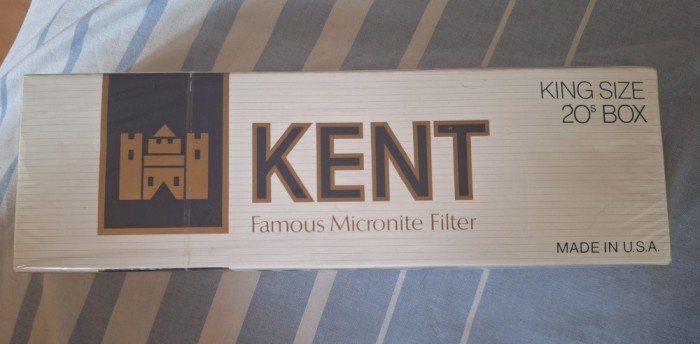 KENT
Famous Micronite Filter
KING SIZE
20s BOX
MADE IN U.S.A.